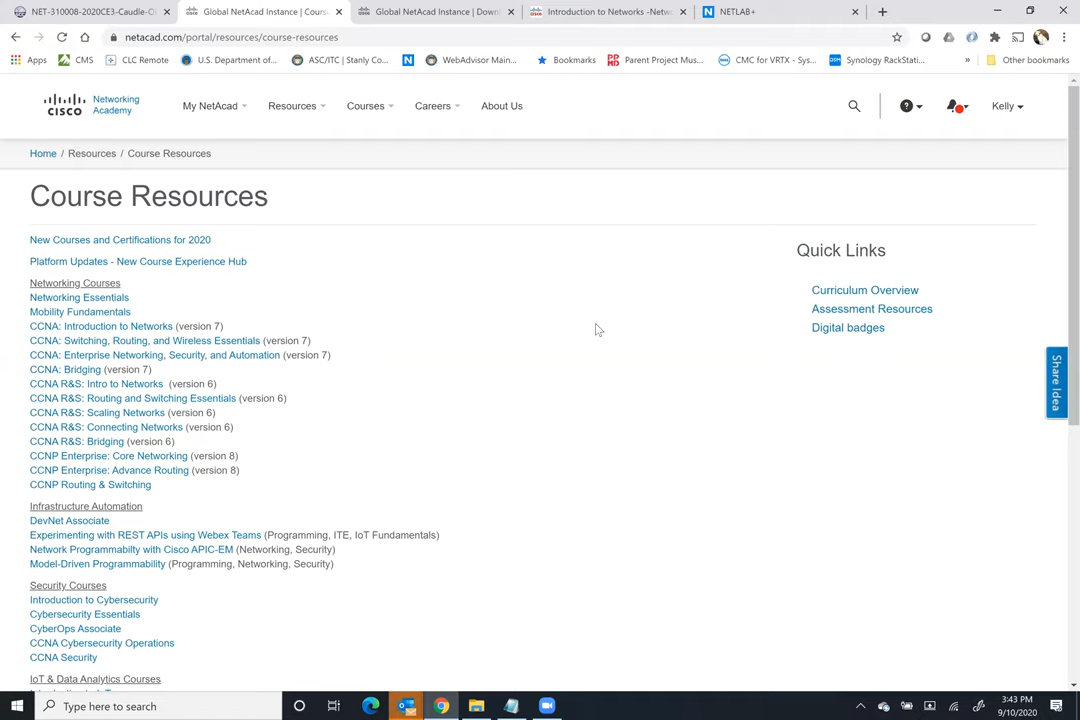 NET-310008-2020CE3-Caudle-O
Global NetAcad Instance | Cours
Global NetAcad Instance | Down
Introduction to Networks -Netw
NETLAB+
netacad.com/portal/resources/course-resources
Apps
CMS
CLC Remote
U.S. Department of...
ASC/ITC | Stanly Co...
WebAdvisor Main...
Bookmarks
Parent Project Mus...
CMC for VRTX - Sys...
Synology RackStati...
Other bookmarks
CISCO
Networking
Academy
My NetAcad
Resources
Courses
Careers
About Us
Kelly
Home / Resources / Course Resources
Course Resources
New Courses and Certifications for 2020
Platform Updates - New Course Experience Hub
Networking Courses
Networking Essentials
Mobility Fundamentals
CCNA: Introduction to Networks (version 7)
CCNA: Switching, Routing, and Wireless Essentials (version 7)
CCNA: Enterprise Networking, Security, and Automation (version 7)
CCNA: Bridging (version 7)
CCNA R&S: Intro to Networks (version 6)
CCNA R&S: Routing and Switching Essentials (version 6)
CCNA R&S: Scaling Networks (version 6)
CCNA R&S: Connecting Networks (version 6)
CCNA R&S: Bridging (version 6)
CCNP Enterprise: Core Networking (version 8)
CCNP Enterprise: Advance Routing (version 8)
CCNP Routing & Switching
Infrastructure Automation
DevNet Associate
Experimenting with REST APIs using Webex Teams (Programming, ITE, IoT Fundamentals)
Network Programmabilty with Cisco APIC-EM (Networking, Security)
Model-Driven Programmability (Programming, Networking, Security)
Security Courses
Introduction to Cybersecurity
Cybersecurity Essentials
CyberOps Associate
CCNA Cybersecurity Operations
CCNA Security
IoT & Data Analytics Courses
Quick Links
Curriculum Overview
Assessment Resources
Digital badges
Share Idea
Type here to search
3:43 PM
9/10/2020